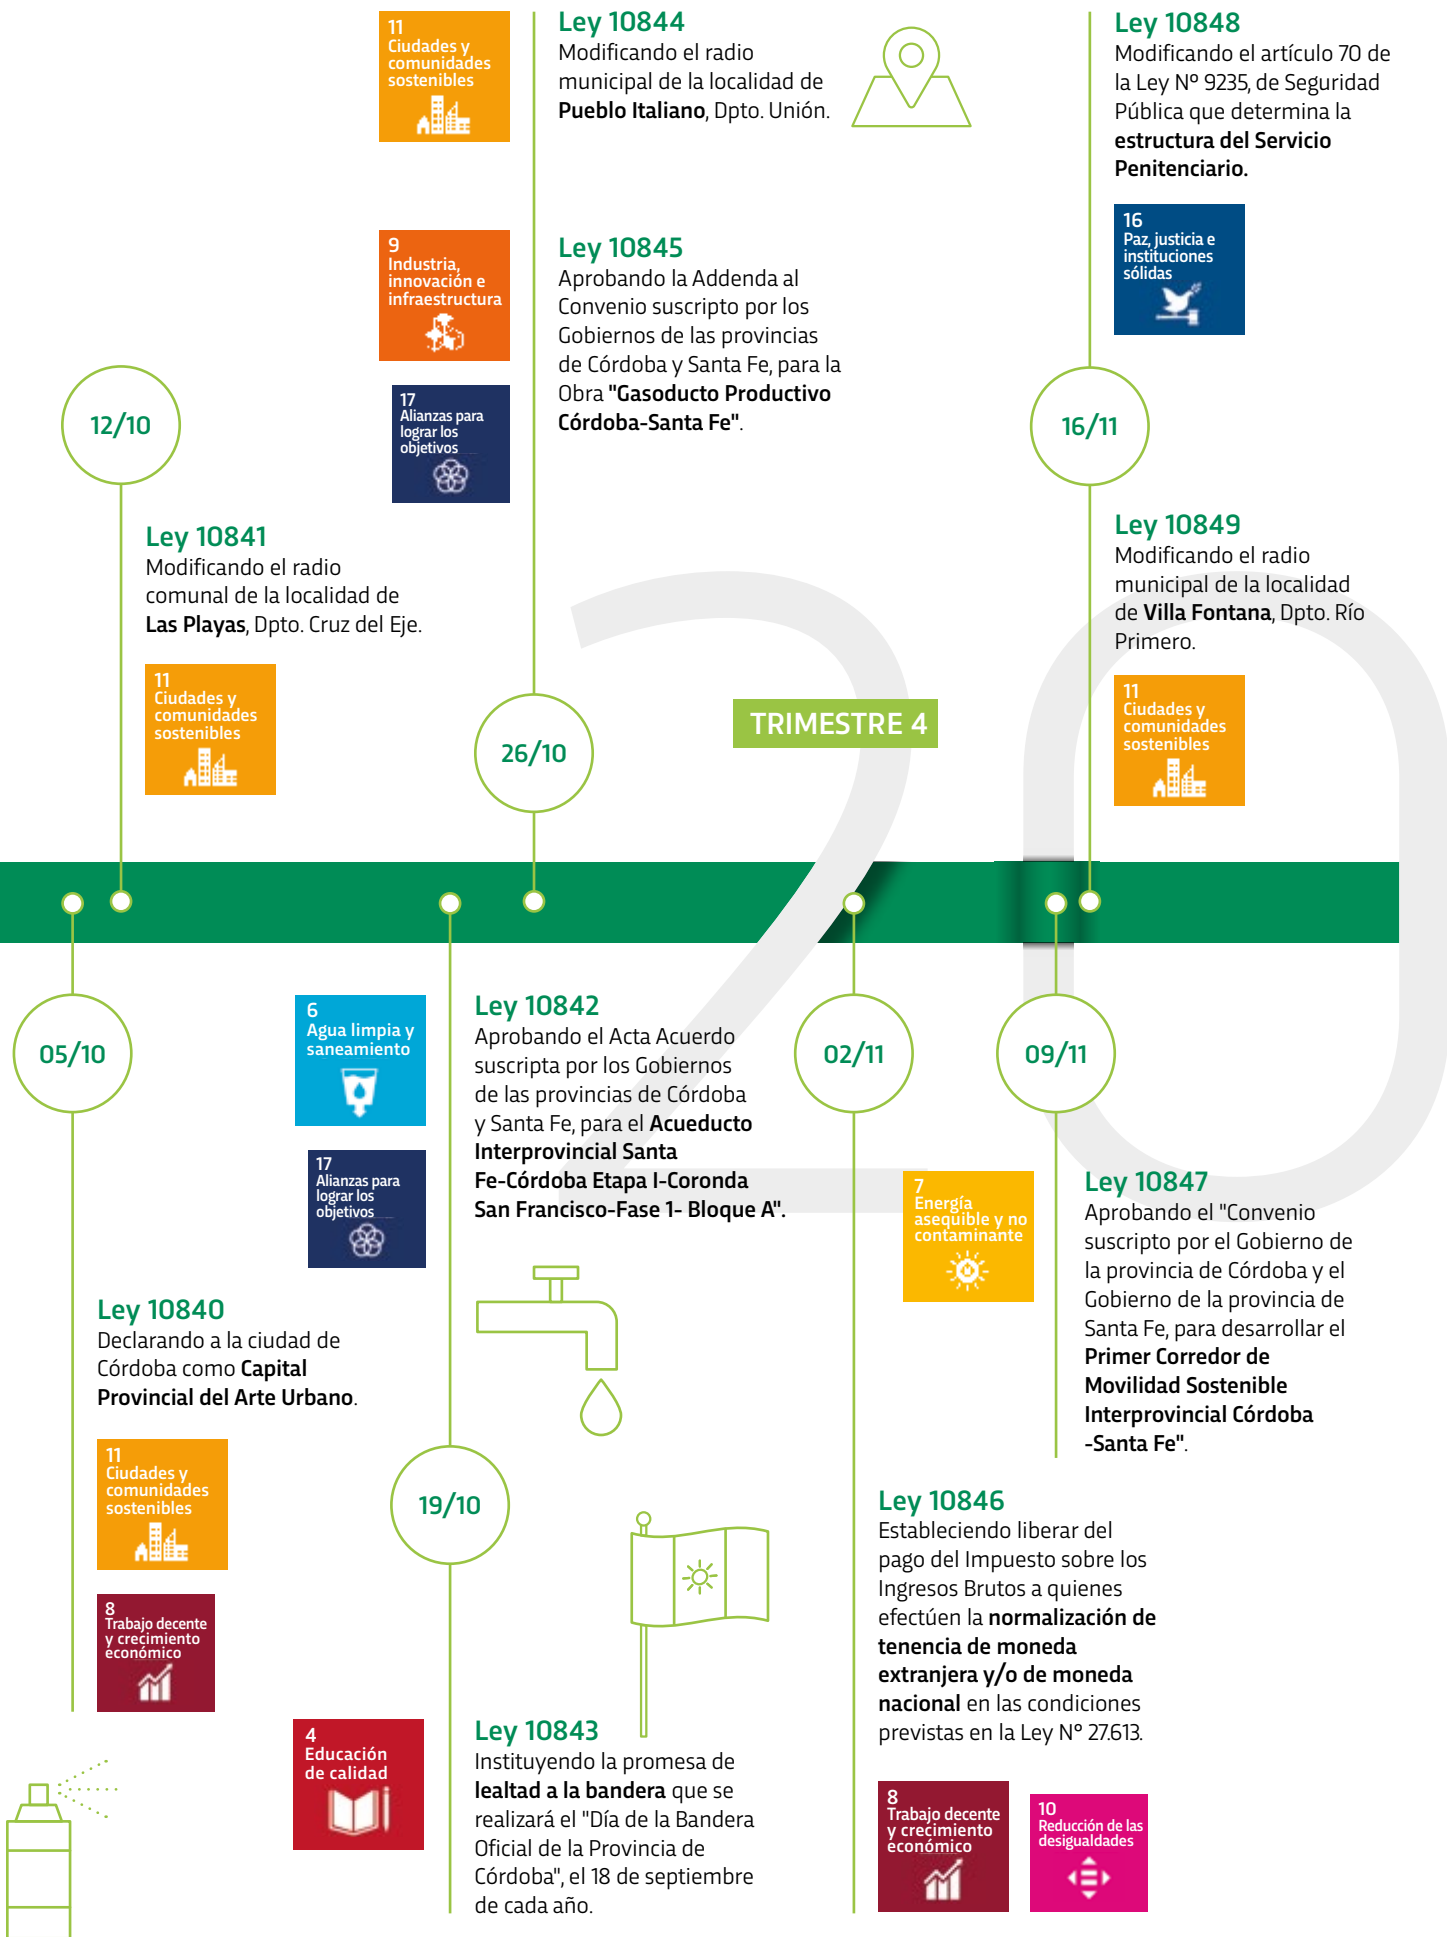 12/10
Ley 10841
Modificando el radio
comunal de la localidad de
Las Playas, Dpto. Cruz del Eje.
11
Ciudades y
comunidades
sostenibles
11
Ciudades y
comunidades
sostenibles
Ley 10844
Modificando el radio
municipal de la localidad de
Pueblo Italiano, Dpto. Unión.
9
Industria,
innovación e
infraestructura
17
Alianzas para
lograr los
objetivos
Ley 10845
Aprobando la Addenda al
Convenio suscripto por los
Gobiernos de las provincias
de Córdoba y Santa Fe, para la
Obra "Gasoducto Productivo
Córdoba-Santa Fe".
26/10
TRIMESTRE 4
Ley 10848
Modificando el artículo 70 de
la Ley Nº 9235, de Seguridad
Pública que determina la
estructura del Servicio
Penitenciario.
16
Paz, justicia e
instituciones
sólidas
16/11
Ley 10849
Modificando el radio
municipal de la localidad
de Villa Fontana, Dpto. Río
Primero.
11
Ciudades y
comunidades
sostenibles
20
05/10
Ley 10840
Declarando a la ciudad de
Córdoba como Capital
Provincial del Arte Urbano.
11
Ciudades y
comunidades
sostenibles
8
Trabajo decente
y crecimiento
económico
6
Agua limpia y
saneamiento
17
Alianzas para
lograr los
objetivos
Ley 10842
Aprobando el Acta Acuerdo
suscripta por los Gobiernos
de las provincias de Córdoba
y Santa Fe, para el Acueducto
Interprovincial Santa
Fe-Córdoba Etapa I-Coronda
San Francisco-Fase 1- Bloque A".
19/10
4
Educación
de calidad
Ley 10843
Instituyendo la promesa de
lealtad a la bandera que se
realizará el "Día de la Bandera
Oficial de la Provincia de
Córdoba", el 18 de septiembre
de cada año.
02/11
Ley 10846
Estableciendo liberar del
pago del Impuesto sobre los
Ingresos Brutos a quienes
efectúen la normalización de
tenencia de moneda
extranjera y/o de moneda
nacional en las condiciones
previstas en la Ley Nº 27.613.
8
Trabajo decente
y crecimiento
económico
10
Reducción de las
desigualdades
09/11
7
Energía
asequible y no
contaminante
Ley 10847
Aprobando el "Convenio
suscripto por el Gobierno de
la provincia de Córdoba y el
Gobierno de la provincia de
Santa Fe, para desarrollar el
Primer Corredor de
Movilidad Sostenible
Interprovincial Córdoba
-Santa Fe".